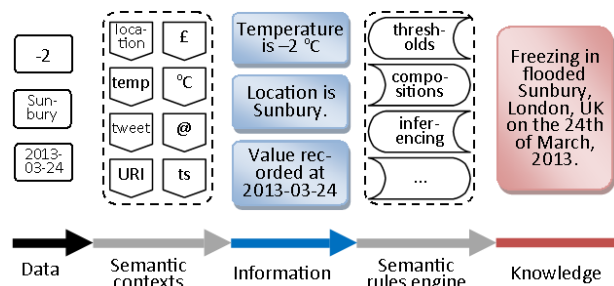 -2
Sun-
bury
2013-
03-24
loca-
tion
£
temp
°C
tweet
@
URI
ts
Temperature
is –2 °C
Location is
Sunbury.
Value rec-
orded at
2013-03-24
thresh-
olds
compo-
sitions
infer-
encing
...
Freezing in
flooded
Sunbury,
London, UK
on the 24th
of March,
2013.
Data
Semantic
contexts
Information
Semantic
rules engine
Knowledge